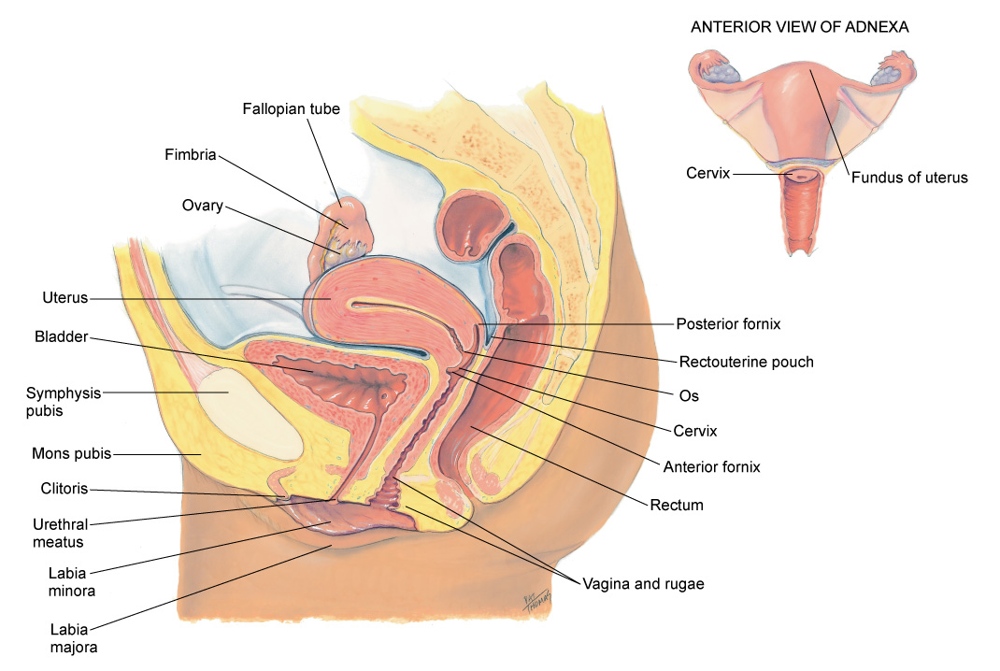 ANTERIOR VIEW OF ADNEXA
Fallopian tube
Fimbria
Ovary
Cervix
Fundus of uterus
Uterus
Bladder
Symphysis
pubis
Mons pubis
Clitoris
Urethral
meatus
Labia
minora
Labia
majora
Posterior fornix
Rectouterine pouch
Os
Cervix
Anterior fornix
Rectum
Vagina and rugae
THOMAS